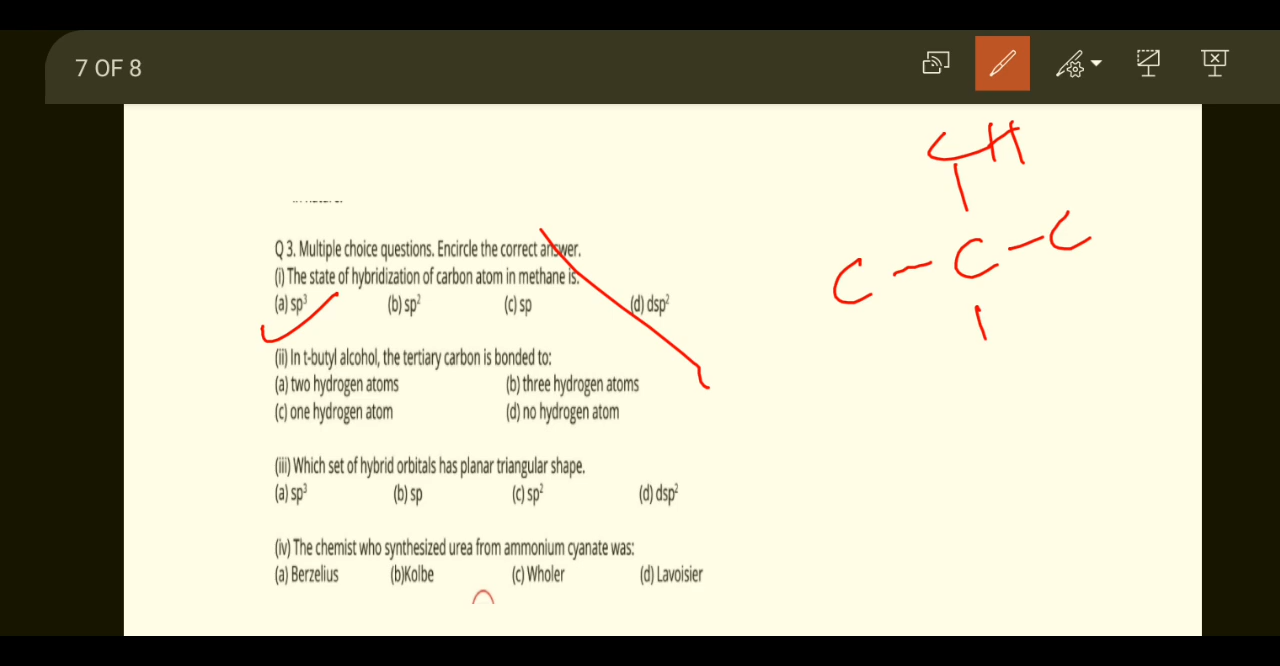 7 OF 8
Q 3. Multiple choice questions. Encircle the correct answer.
(i) The state of hybridization of carbon atom in methane is.
(a) sp³ (b) sp² (c) sp (d) dsp²
(ii) In t-butyl alcohol, the tertiary carbon is bonded to:
(a) two hydrogen atoms (b) three hydrogen atoms
(c) one hydrogen atom (d) no hydrogen atom
(iii) Which set of hybrid orbitals has planar triangular shape.
(a) sp³ (b) sp (c) sp² (d) dsp²
(iv) The chemist who synthesized urea from ammonium cyanate was:
(a) Berzelius (b)Kolbe (c) Wholer (d) Lavoisier
CH
C - C - C